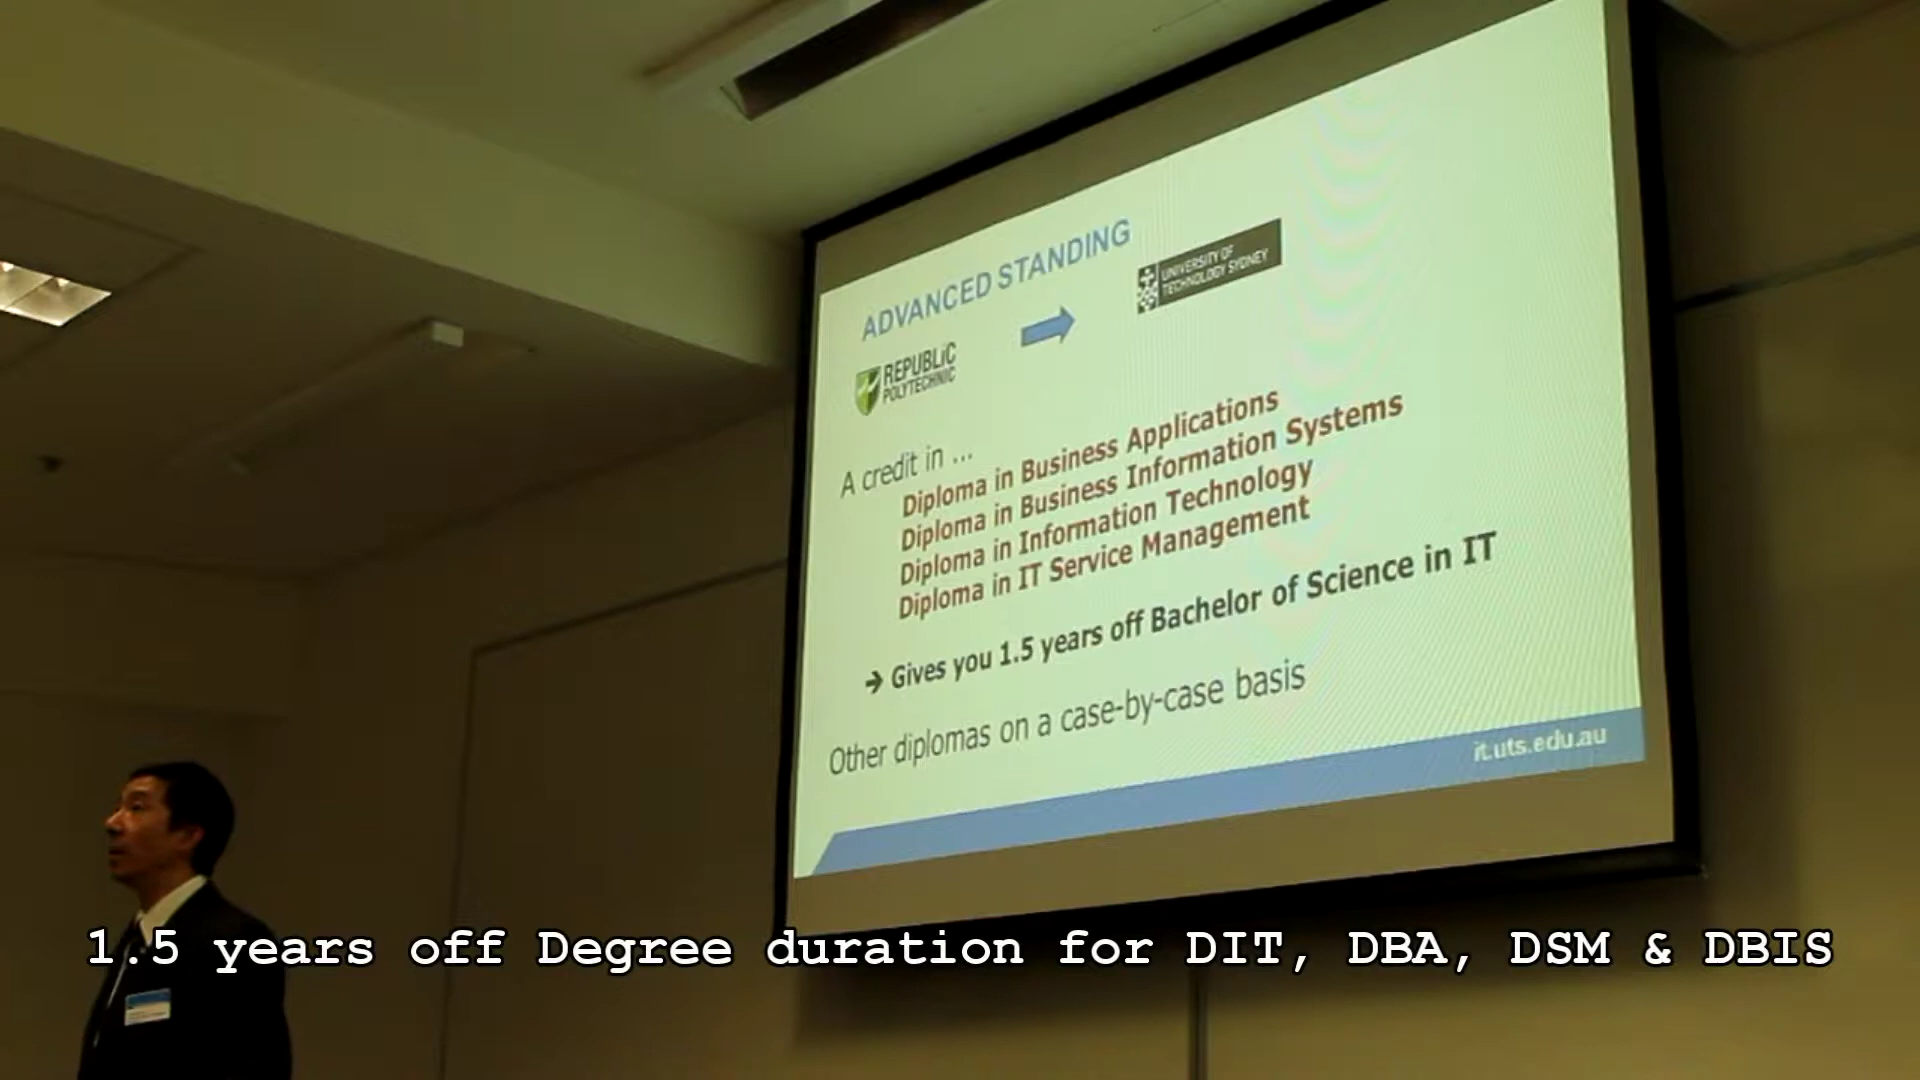 ADVANCED STANDING
UNIVERSITY OF
TECHNOLOGY SYDNEY
REPUBLiC
POLYTECHNIC
A credit in ...
Diploma in Business Applications
Diploma in Business Information Systems
Diploma in Information Technology
Diploma in IT Service Management
→ Gives you 1.5 years off Bachelor of Science in IT
Other diplomas on a case-by-case basis
it.uts.edu.au
1.5 years off Degree duration for DIT, DBA, DSM & DBIS